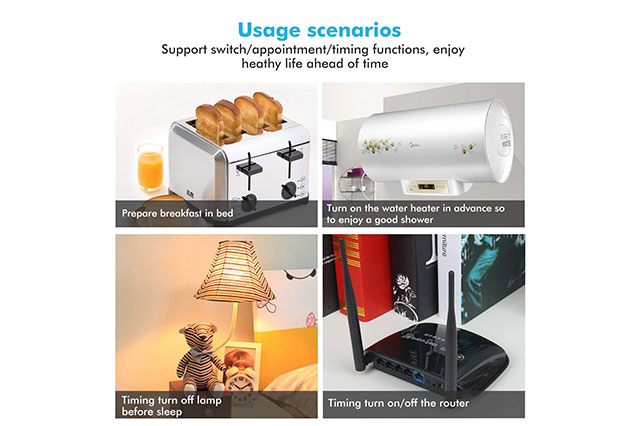 Usage scenarios
Support switch/appointment/timing functions, enjoy
heathy life ahead of time
Prepare breakfast in bed
Turn on the water heater in advance so
to enjoy a good shower
Timing turn off lamp
before sleep
Timing turn on/off the router